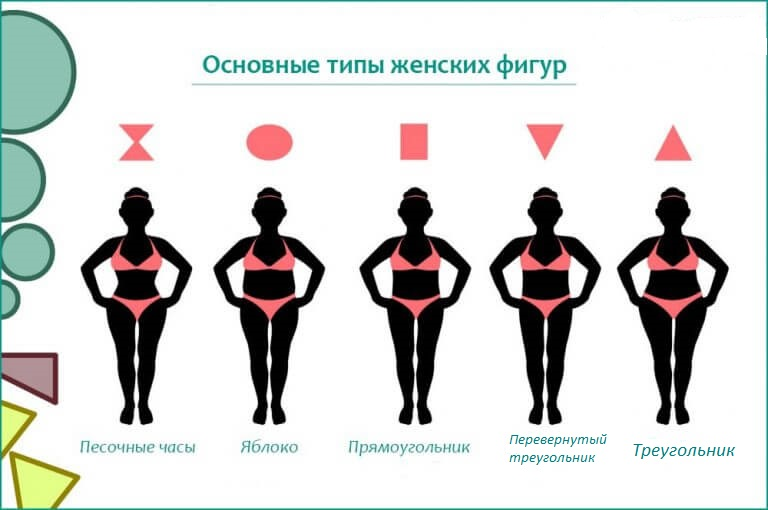 Основные типы женских фигур
Песочные часы
Яблоко
Прямоугольник
Перевернутый
треугольник
Треугольник